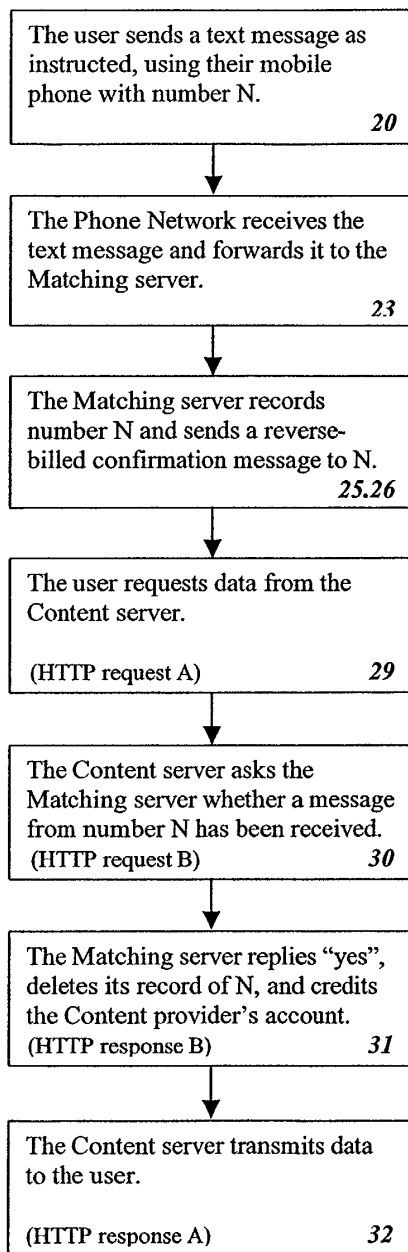 The user sends a text message as
instructed, using their mobile
phone with number N.
20
The Phone Network receives the
text message and forwards it to the
Matching server.
23
The Matching server records
number N and sends a reverse-
billed confirmation message to N.
25.26
The user requests data from the
Content server.
(HTTP request A) 29
The Content server asks the
Matching server whether a message
from number N has been received.
(HTTP request B) 30
The Matching server replies “yes”,
deletes its record of N, and credits
the Content provider’s account.
(HTTP response B) 31
The Content server transmits data
to the user.
(HTTP response A) 32